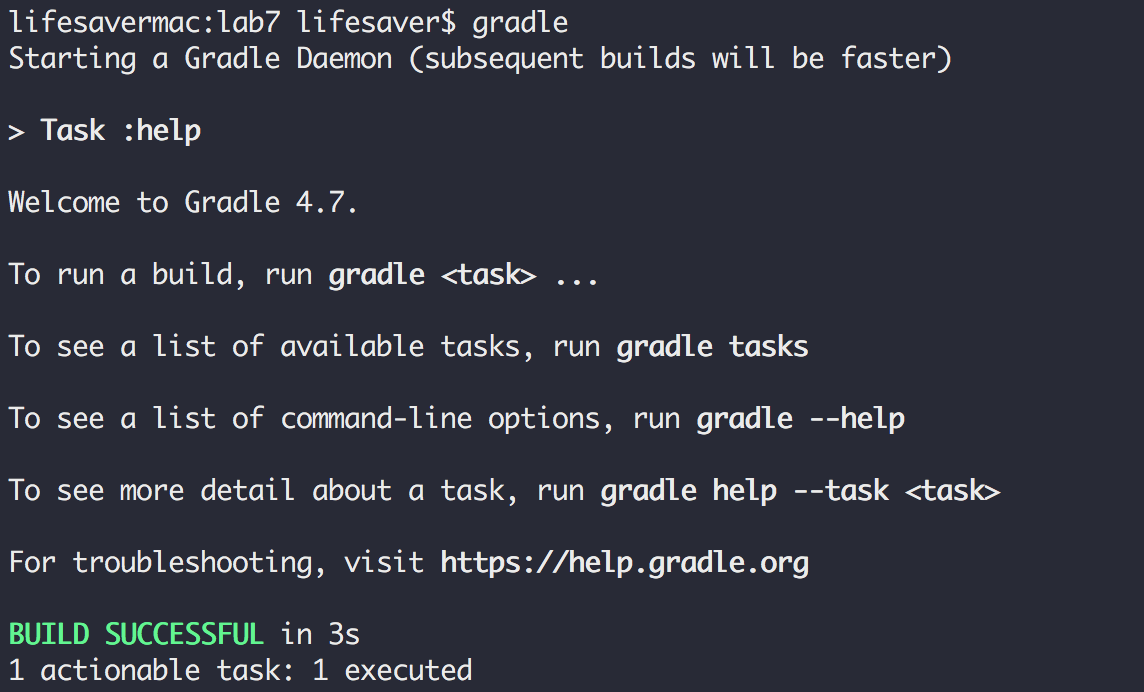 lifesavermac:lab7 lifesaver$ gradle
Starting a Gradle Daemon (subsequent builds will be faster)
> Task :help
Welcome to Gradle 4.7.
To run a build, run gradle <task> ...
To see a list of available tasks, run gradle tasks
To see a list of command-line options, run gradle --help
To see more detail about a task, run gradle help --task <task>
For troubleshooting, visit https://help.gradle.org
BUILD SUCCESSFUL in 3s
1 actionable task: 1 executed